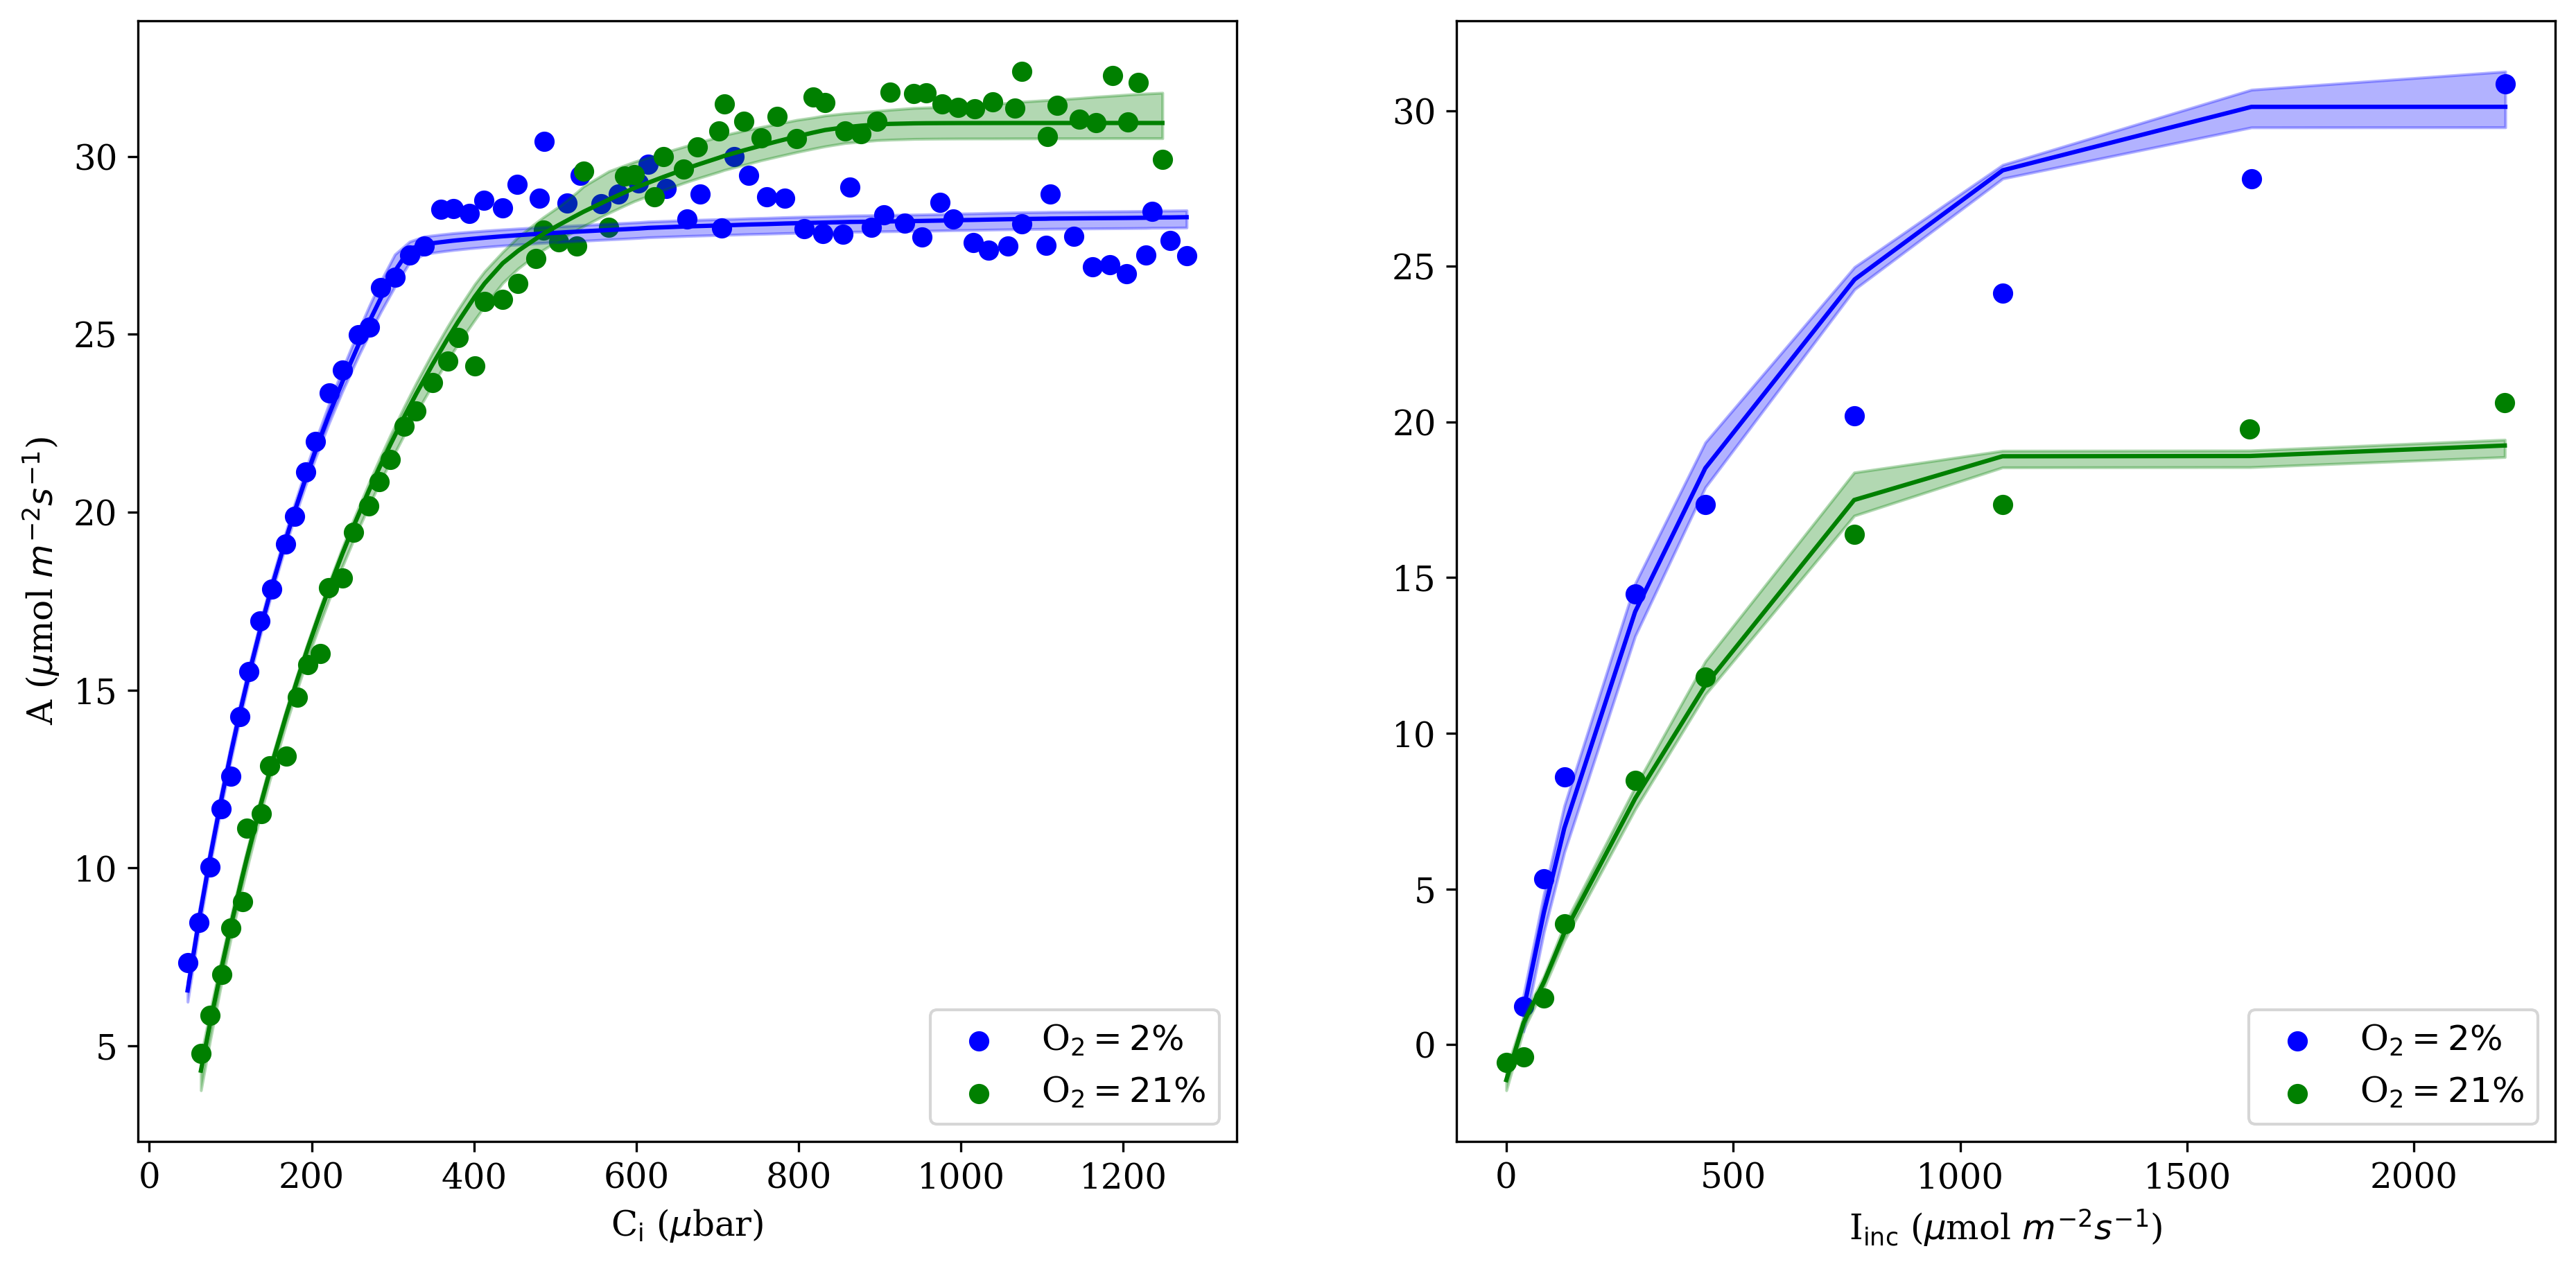 A (μmol m⁻²s⁻¹)
30
25
20
15
10
5
0 200 400 600 800 1000 1200
Cᵢ (μbar)
O₂ = 2%
O₂ = 21%
30
25
20
15
10
5
0
0 500 1000 1500 2000
I_inc (μmol m⁻²s⁻¹)
O₂ = 2%
O₂ = 21%